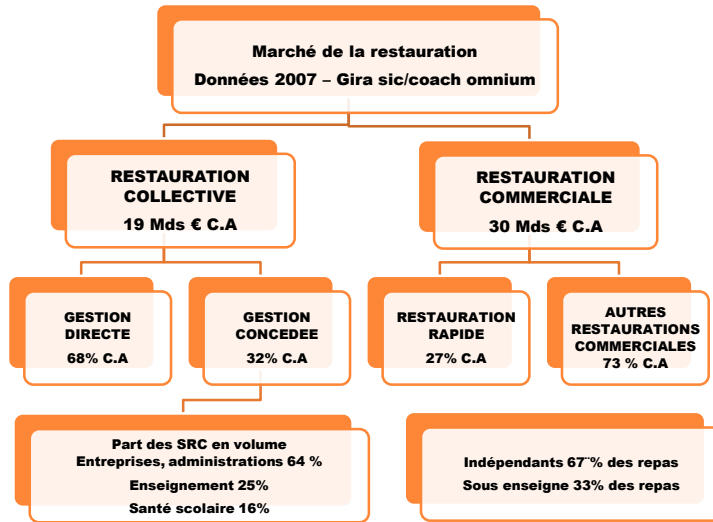 Marché de la restauration
Données 2007 – Gira sic/coach omnium
RESTAURATION
COLLECTIVE
19 Mds € C.A
RESTAURATION
COMMERCIALE
30 Mds € C.A
GESTION
DIRECTE
68% C.A
GESTION
CONCEDEE
32% C.A
RESTAURATION
RAPIDE
27% C.A
AUTRES
RESTAURATIONS
COMMERCIALES
73 % C.A
Part des SRC en volume
Entreprises, administrations 64 %
Enseignement 25%
Santé scolaire 16%
Indépendants 67¨% des repas
Sous enseigne 33% des repas